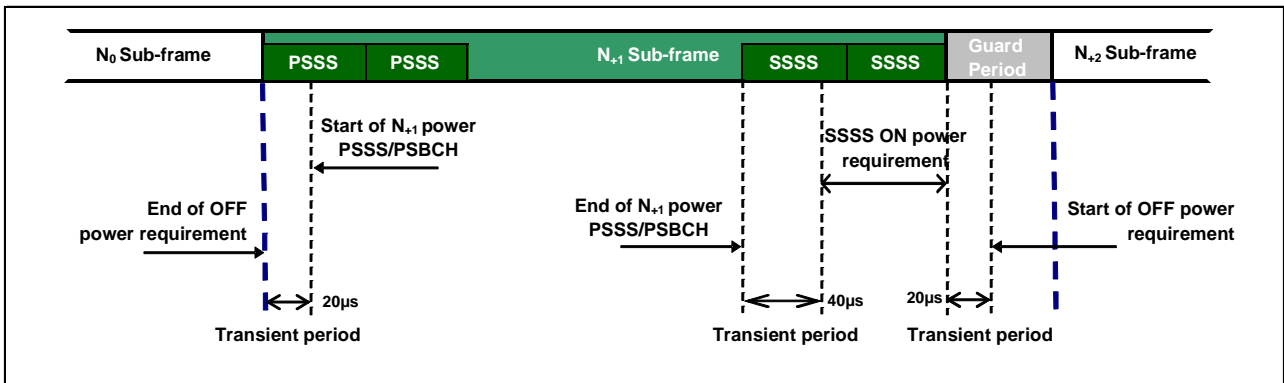 N0 Sub-frame
PSSS
PSSS
N+1 Sub-frame
SSSS
SSSS
Guard
Period
N+2 Sub-frame
Start of N+1 power
PSSS/PSBCH
SSSS ON power
requirement
End of OFF
power requirement
End of N+1 power
PSSS/PSBCH
Start of OFF power
requirement
20µs
40µs
20µs
Transient period
Transient period
Transient period